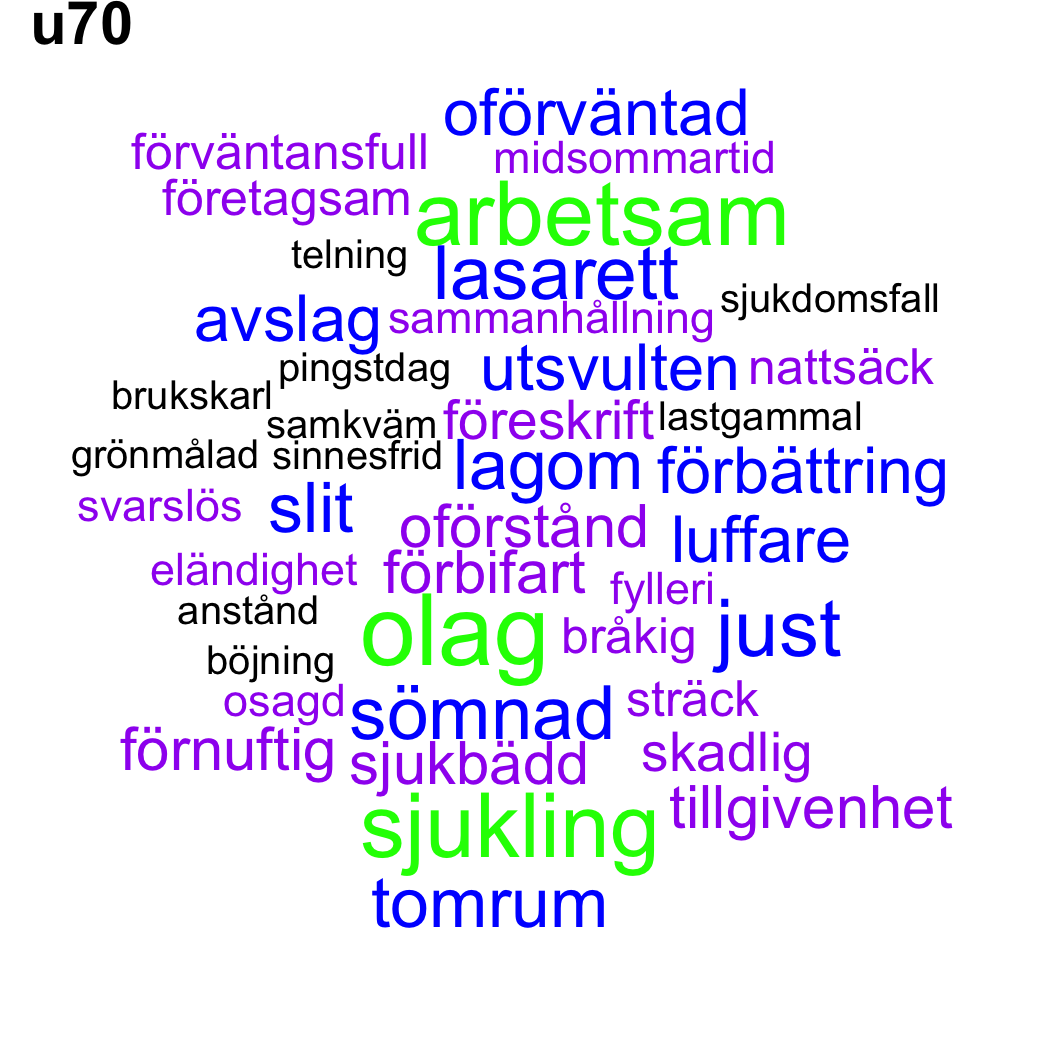 u70
oförväntad
förväntansfull
midsommartid
företagsam
arbetsam
telning
lasarett
sjukdomsfall
avslag
sammanhållning
pingstdag
utsvulten
nattsäck
brukskarl
samkväm
föreskrift
lastgammal
grönmålad
sinnesfrid
lagom
förbättring
svarslös
slit
oförstånd
luffare
eländighet
förbifart
fylleri
anstånd
olag
bråkig
just
böjning
osagd
sömnad
sträck
förnuftig
sjukbädd
skadlig
sjukling
tillgivenhet
tomrum